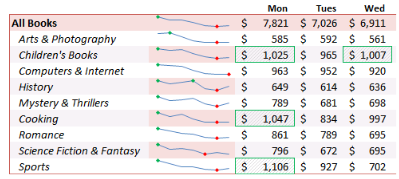 Mon Tues Wed
All Books $ 7,821 $ 7,026 $ 6,911
Arts & Photography $ 585 $ 592 $ 561
Children's Books $ 1,025 $ 965 $ 1,007
Computers & Internet $ 963 $ 952 $ 920
History $ 649 $ 614 $ 636
Mystery & Thrillers $ 789 $ 681 $ 698
Cooking $ 1,047 $ 834 $ 997
Romance $ 861 $ 789 $ 695
Science Fiction & Fantasy $ 796 $ 672 $ 695
Sports $ 1,106 $ 927 $ 702